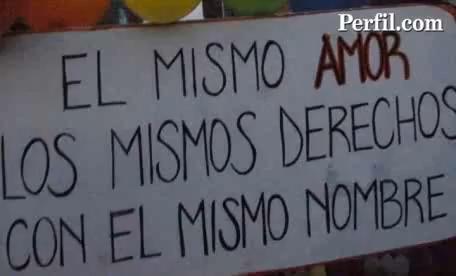 Perfil.com
EL MISMO AMOR
LOS MISMOS DERECHOS
CON EL MISMO NOMBRE